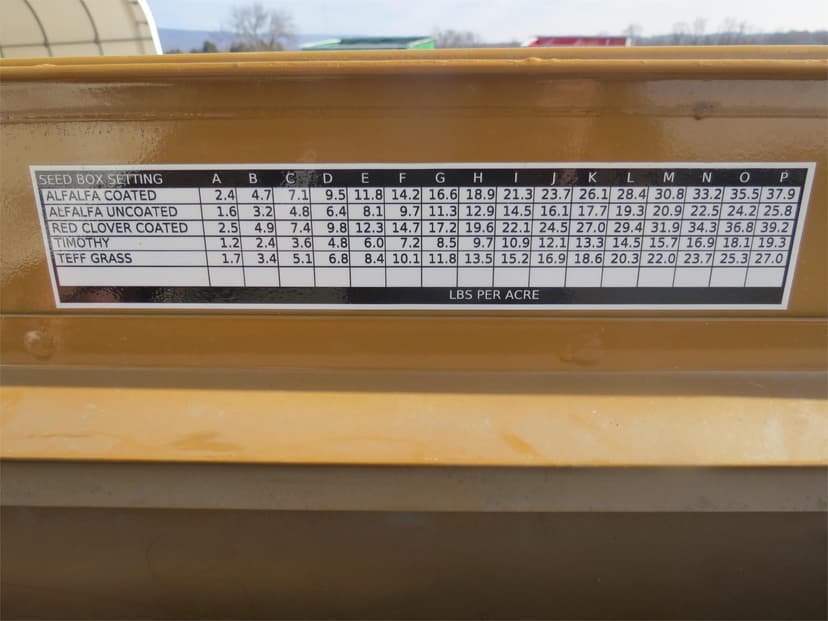 SEED BOX SETTING A B C D E F G H I J K L M N O P
ALFALFA COATED 2.4 4.7 7.1 9.5 11.8 14.2 16.6 18.9 21.3 23.7 26.1 28.4 30.8 33.2 35.5 37.9
ALFALFA UNCOATED 1.6 3.2 4.8 6.4 8.1 9.7 11.3 12.9 14.5 16.1 17.7 19.3 20.9 22.5 24.2 25.8
RED CLOVER COATED 2.5 4.9 7.4 9.8 12.3 14.7 17.2 19.6 22.1 24.5 27.0 29.4 31.9 34.3 36.8 39.2
TIMOTHY 1.2 2.4 3.6 4.8 6.0 7.2 8.5 9.7 10.9 12.1 13.3 14.5 15.7 16.9 18.1 19.3
TEFF GRASS 1.7 3.4 5.1 6.8 8.4 10.1 11.8 13.5 15.2 16.9 18.6 20.3 22.0 23.7 25.3 27.0
LBS PER ACRE